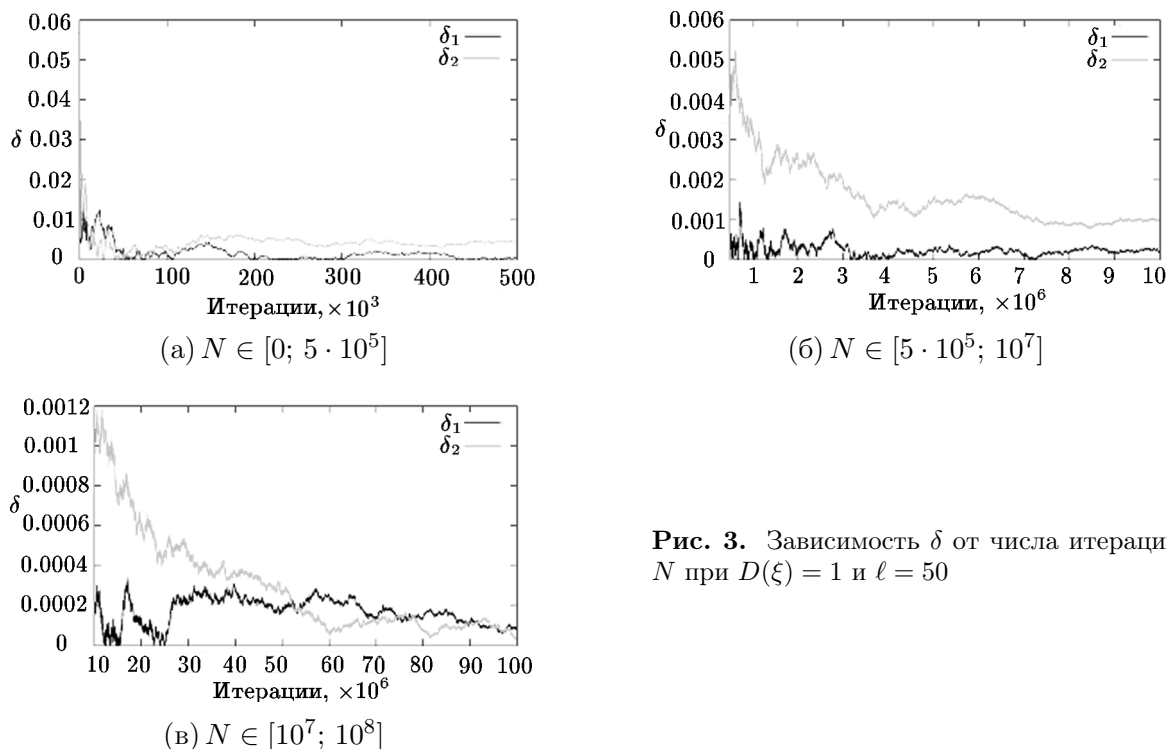 0.06
0.05
0.04
δ 0.03
0.02
0.01
0
δ₁
δ₂
0 100 200 300 400 500
Итерации, ×10³
(а) N ∈ [0; 5 · 10⁵]
0.006
0.005
0.004
δ 0.003
0.002
0.001
0
δ₁
δ₂
1 2 3 4 5 6 7 8 9 10
Итерации, ×10⁶
(б) N ∈ [5 · 10⁵; 10⁷]
0.0012
0.001
0.0008
δ
0.0006
0.0004
0.0002
0
δ₁
δ₂
10 20 30 40 50 60 70 80 90 100
Итерации, ×10⁶
(в) N ∈ [10⁷; 10⁸]
Рис. 3. Зависимость δ от числа итераци
N при D(ξ) = 1 и ℓ = 50